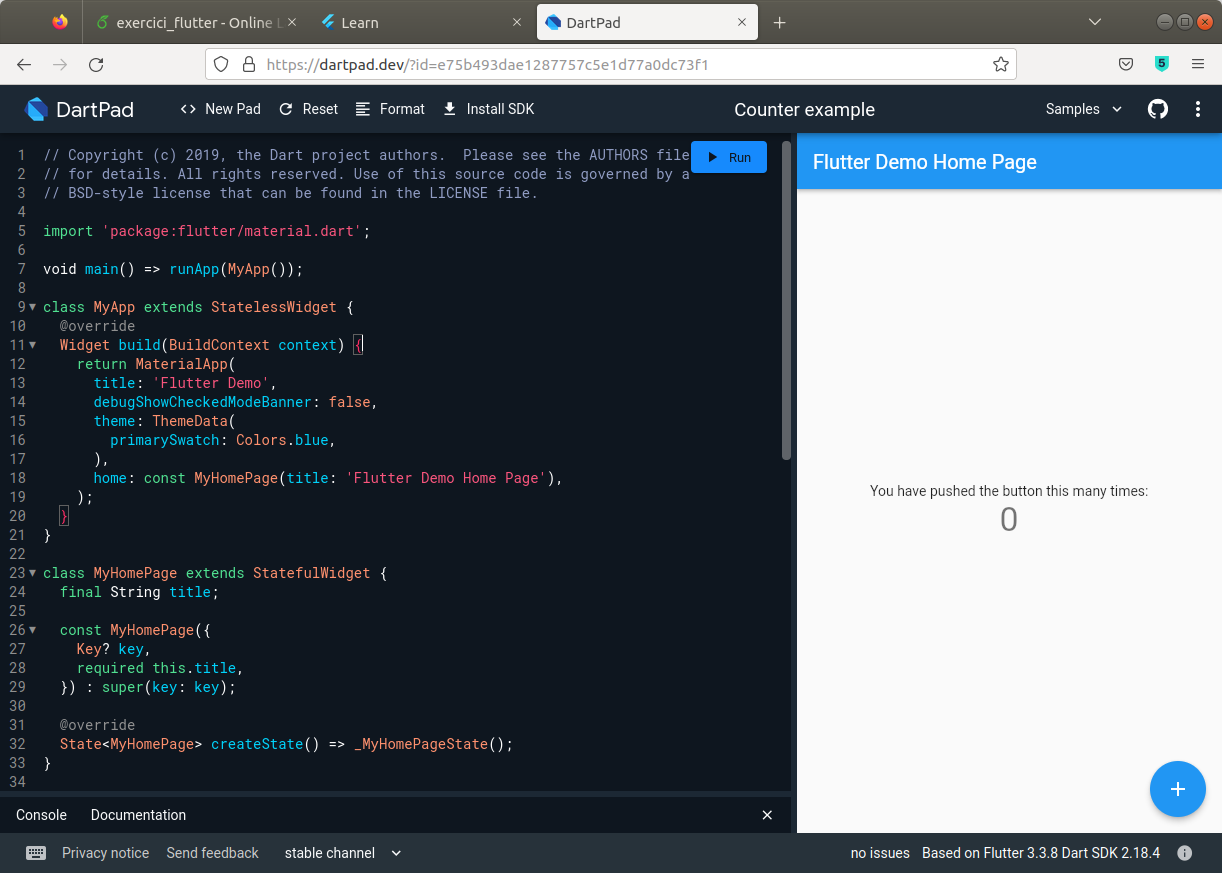 exercici_flutter - Online L
Learn
DartPad
https://dartpad.dev/?id=e75b493dae1287757c5e1d77a0dc73f1
5
DartPad
New Pad
Reset
Format
Install SDK
Counter example
Samples
Run
1 // Copyright (c) 2019, the Dart project authors.  Please see the AUTHORS file
2 // for details. All rights reserved. Use of this source code is governed by a
3 // BSD-style license that can be found in the LICENSE file.
4
5 import 'package:flutter/material.dart';
6
7 void main() => runApp(MyApp());
8
9 class MyApp extends StatelessWidget {
10   @override
11   Widget build(BuildContext context) {
12     return MaterialApp(
13       title: 'Flutter Demo',
14       debugShowCheckedModeBanner: false,
15       theme: ThemeData(
16         primarySwatch: Colors.blue,
17       ),
18       home: const MyHomePage(title: 'Flutter Demo Home Page'),
19     );
20   }
21 }
22
23 class MyHomePage extends StatefulWidget {
24   final String title;
25
26   const MyHomePage({
27     Key? key,
28     required this.title,
29   }) : super(key: key);
30
31   @override
32   State<MyHomePage> createState() => _MyHomePageState();
33 }
34
Flutter Demo Home Page
You have pushed the button this many times:
0
+
Console
Documentation
Privacy notice
Send feedback
stable channel
no issues
Based on Flutter 3.3.8 Dart SDK 2.18.4